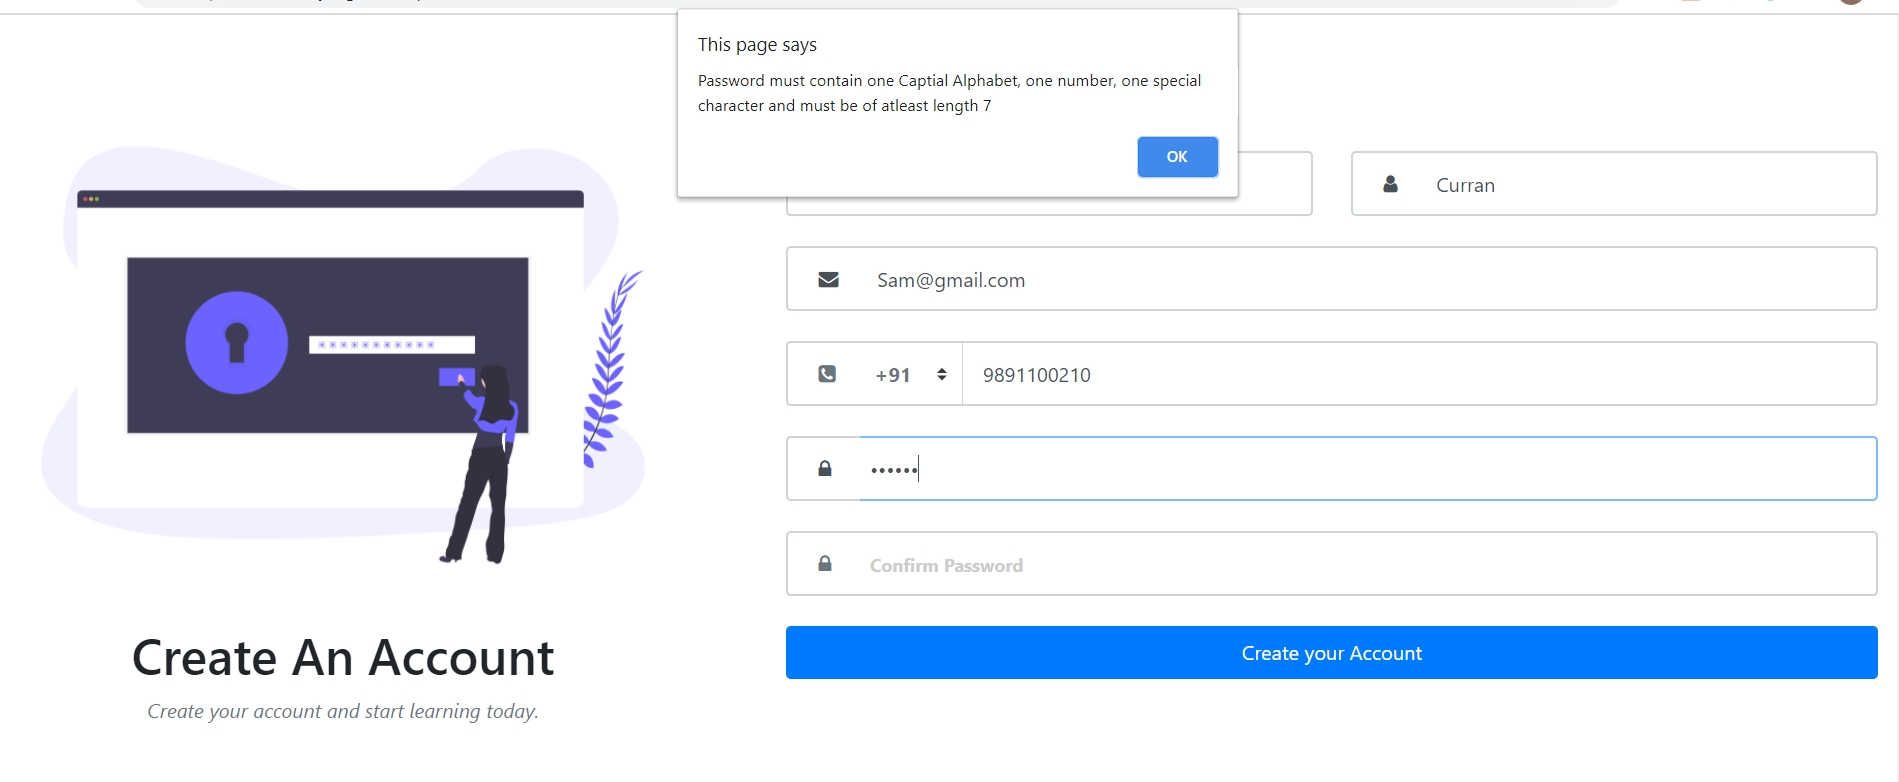 This page says
Password must contain one Captial Alphabet, one number, one special
character and must be of atleast length 7
OK
Curran
Sam@gmail.com
+91 9891100210
••••••
Confirm Password
Create your Account
***********
Create An Account
Create your account and start learning today.